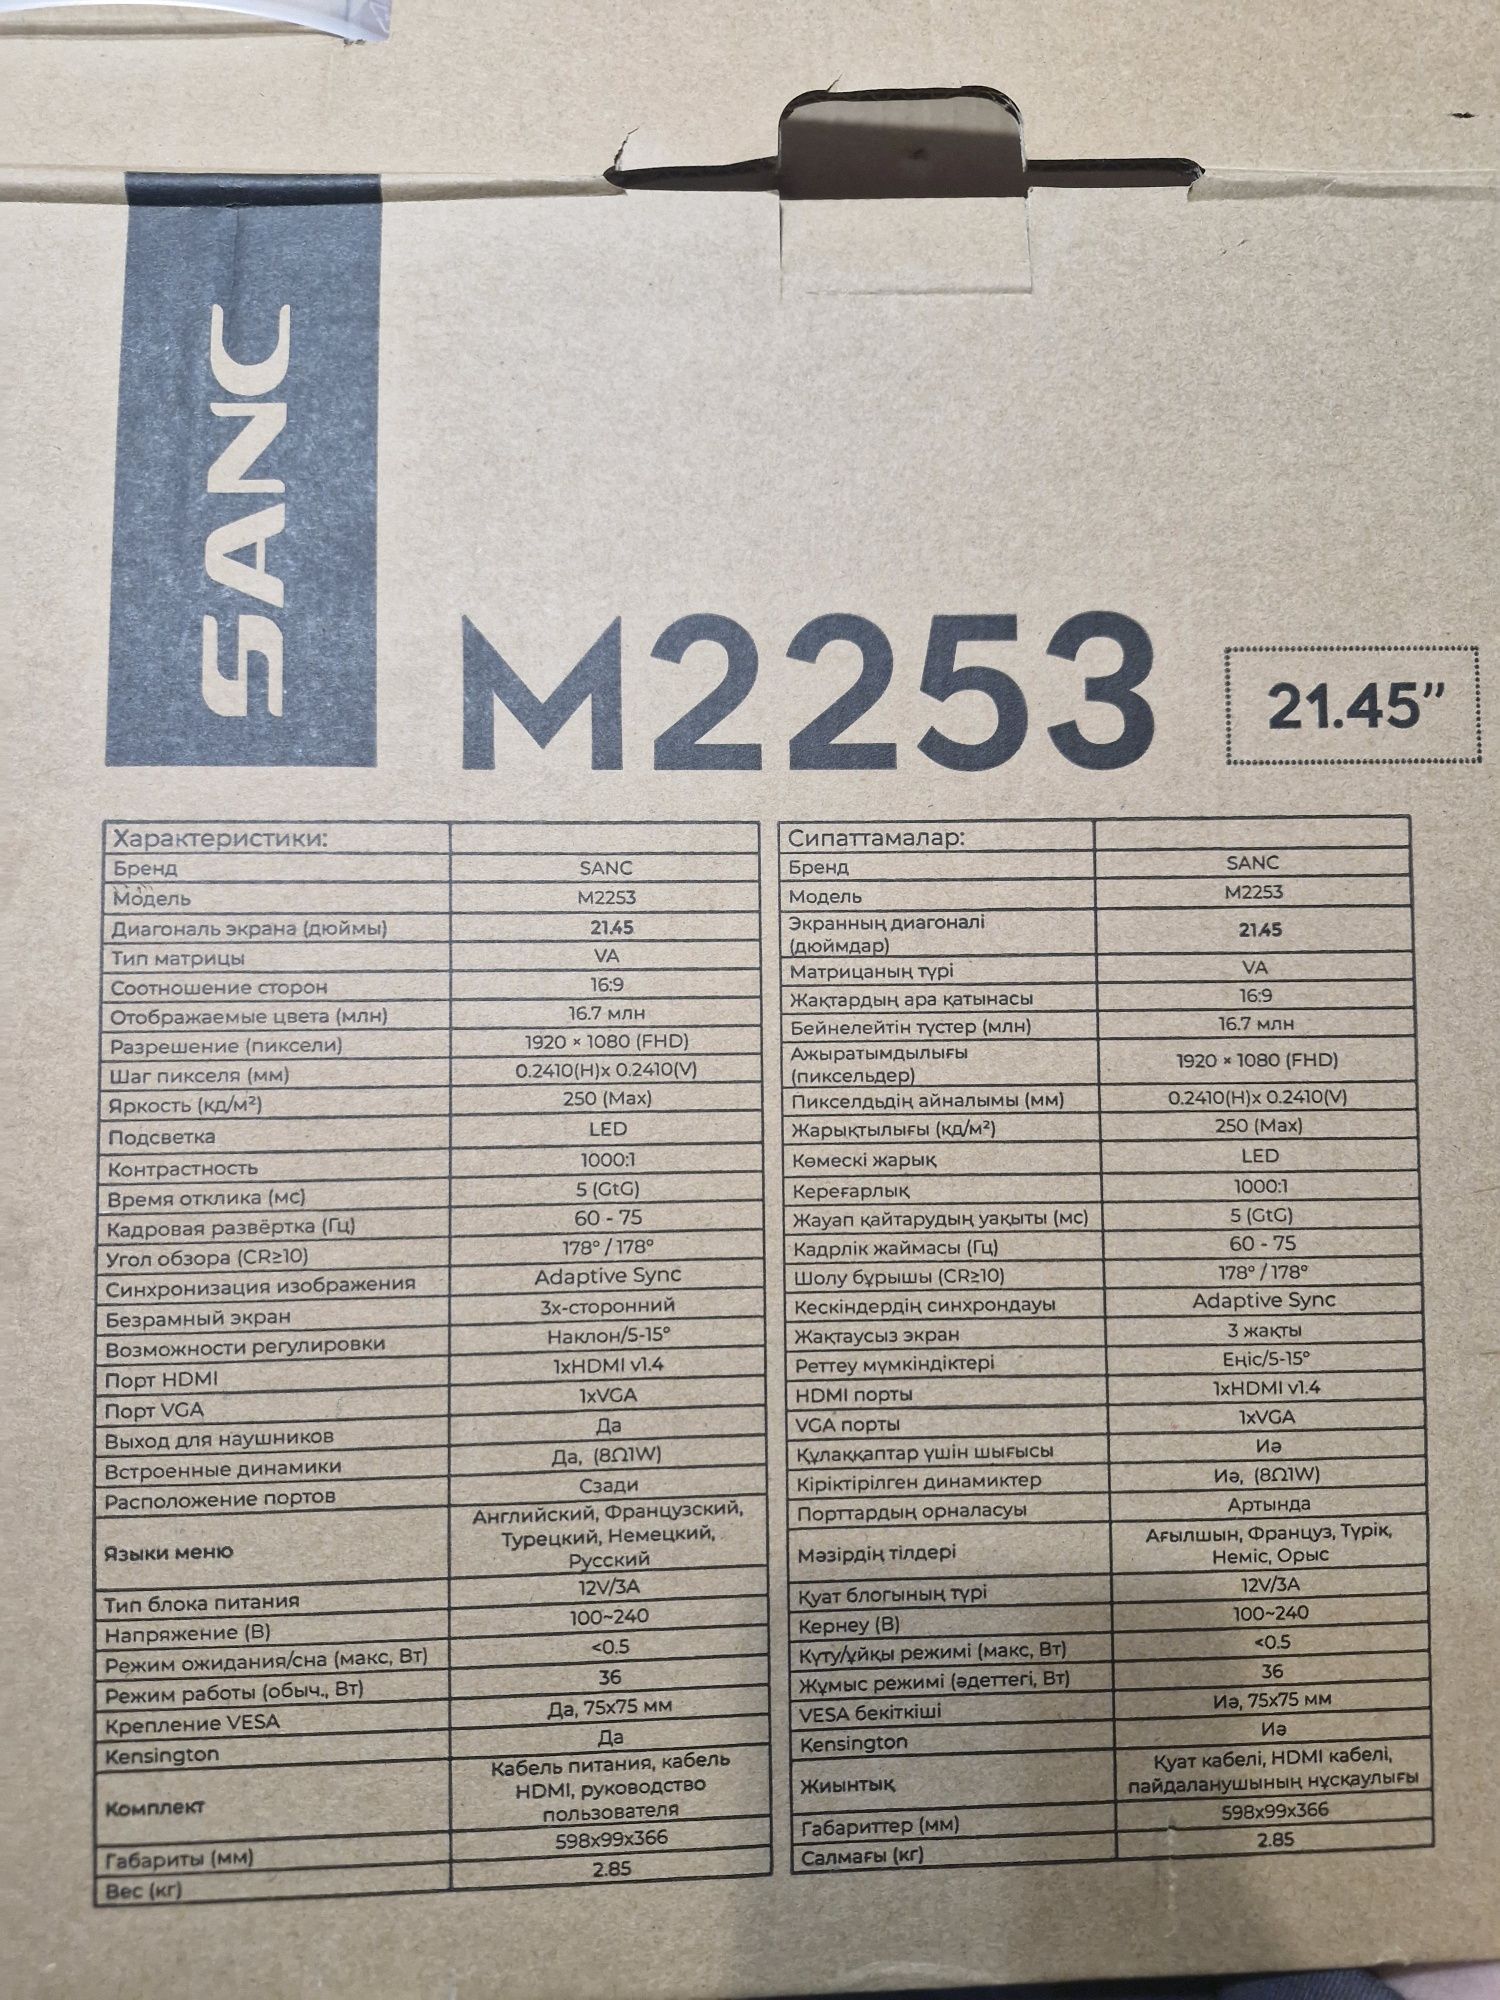 SANC
M2253
21.45”
Характеристики:
Бренд SANC
Модель M2253
Диагональ экрана (дюймы) 21.45
Тип матрицы VA
Соотношение сторон 16:9
Отображаемые цвета (млн) 16.7 млн
Разрешение (пиксели) 1920 × 1080 (FHD)
Шаг пикселя (мм) 0.2410(H)x 0.2410(V)
Яркость (кд/м²) 250 (Max)
Подсветка LED
Контрастность 1000:1
Время отклика (мс) 5 (GtG)
Кадровая развёртка (Гц) 60 - 75
Угол обзора (CR≥10) 178° / 178°
Синхронизация изображения Adaptive Sync
Безрамный экран 3х-сторонний
Возможности регулировки Наклон/5-15°
Порт HDMI 1xHDMI v1.4
Порт VGA 1xVGA
Выход для наушников Да
Встроенные динамики Да, (8Ω1W)
Расположение портов Сзади
Языки меню Английский, Французский,
Турецкий, Немецкий,
Русский
Тип блока питания 12V/3A
Напряжение (В) 100~240
Режим ожидания/сна (макс, Вт) <0.5
Режим работы (обыч., Вт) 36
Крепление VESA Да, 75x75 мм
Kensington Да
Комплект Кабель питания, кабель
HDMI, руководство
пользователя
Габариты (мм) 598x99x366
Вес (кг) 2.85
Сипаттамалар:
Бренд SANC
Модель M2253
Экранның диагоналі
(дюймдар) 21.45
Матрицаның түрі VA
Жақтардың ара қатынасы 16:9
Бейнелейтін түстер (млн) 16.7 млн
Ажыратымдылығы
(пиксельдер) 1920 × 1080 (FHD)
Пикселдьдің айналымы (мм) 0.2410(H)x 0.2410(V)
Жарықтылығы (кд/м²) 250 (Max)
Көмескі жарық LED
Кереғарлық 1000:1
Жауап қайтарудың уақыты (мс) 5 (GtG)
Кадрлік жаймасы (Гц) 60 - 75
Шолу бұрышы (CR≥10) 178° / 178°
Кескіндердің синхрондауы Adaptive Sync
Жақтаусыз экран 3 жақты
Реттеу мүмкіндіктері Еңіс/5-15°
HDMI порты 1xHDMI v1.4
VGA порты 1xVGA
Құлаққаптар үшін шығысы Иә
Кіріктірілген динамиктер Иә, (8Ω1W)
Порттардың орналасуы Артында
Мәзірдің тілдері Ағылшын, Француз, Түрік,
Неміс, Орыс
Қуат блогының түрі 12V/3A
Кернеу (В) 100~240
Күту/ұйқы режимі (макс, Вт) <0.5
Жұмыс режимі (әдеттегі, Вт) 36
VESA бекіткіші Иә, 75x75 мм
Kensington Иә
Жиынтық Қуат кабелі, HDMI кабелі,
пайдаланушының нұсқаулығы
Габариттер (мм) 598x99x366
Салмағы (кг) 2.85